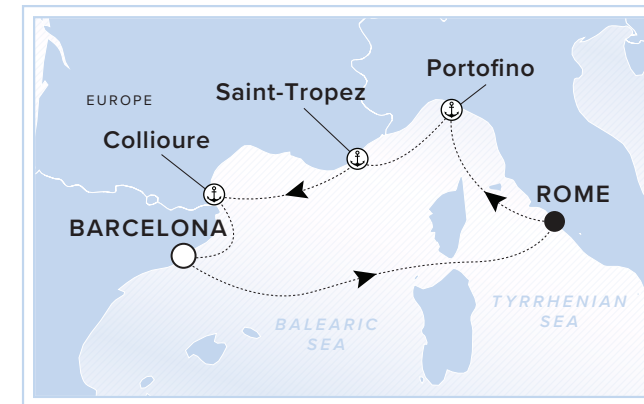 Portofino
Saint-Tropez
EUROPE
Collioure
ROME
BARCELONA
TYRRHENIAN
SEA
BALEARIC
SEA